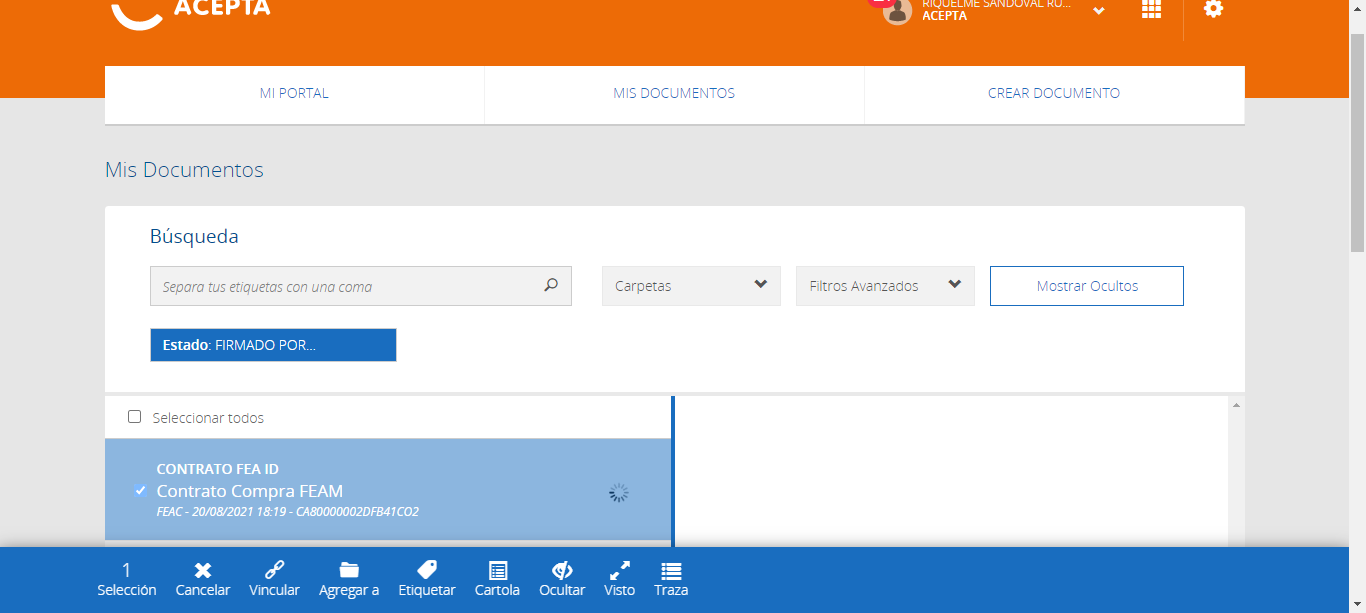 ACEPTA
RIQUELME SANDOVAL RU...
ACEPTA
MI PORTAL
MIS DOCUMENTOS
CREAR DOCUMENTO
Mis Documentos
Búsqueda
Separa tus etiquetas con una coma
Carpetas
Filtros Avanzados
Mostrar Ocultos
Estado: FIRMADO POR...
Seleccionar todos
CONTRATO FEA ID
Contrato Compra FEAM
FEAC - 20/08/2021 18:19 - CA80000002DFB41CO2
1
Selección
Cancelar
Vincular
Agregar a
Etiquetar
Cartola
Ocultar
Visto
Traza